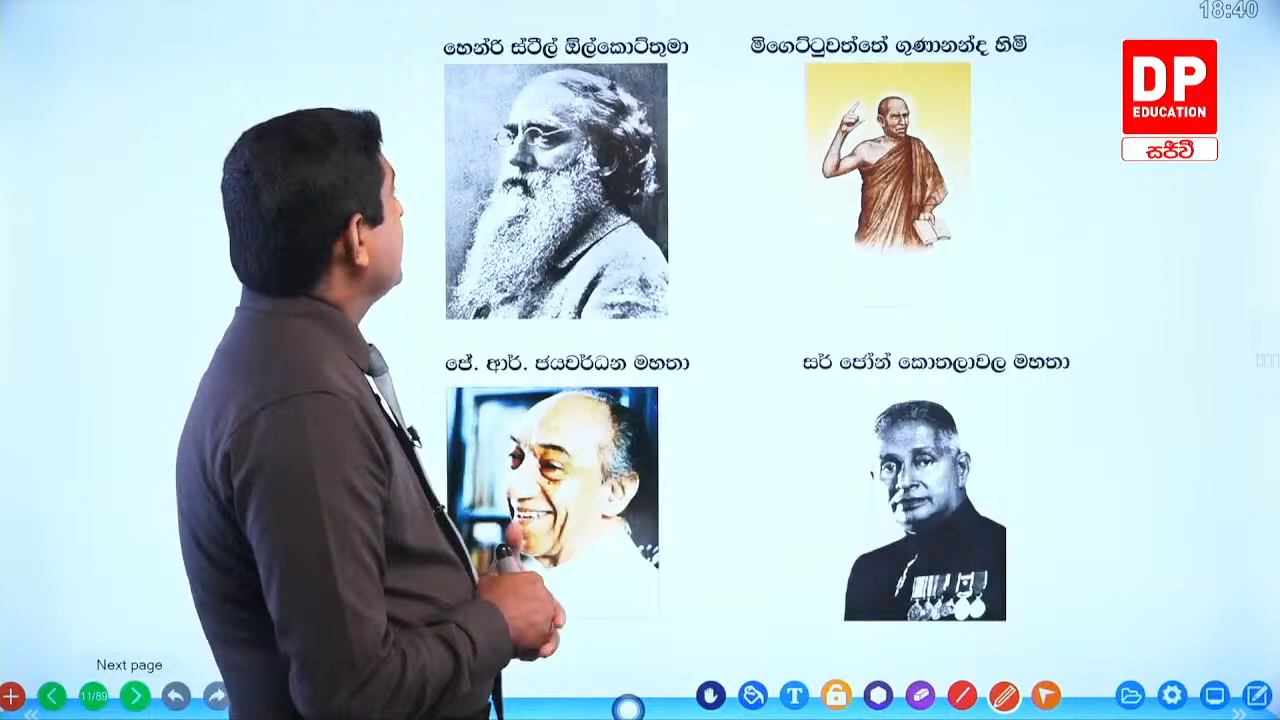 18:40
හෙන්රි ස්ටීල් ඕල්කොට්තුමා
මිගෙට්ටුවත්තේ ගුණානන්ද හිමි
DP
EDUCATION
සජීවී
ජේ. ආර්. ජයවර්ධන මහතා
සර් ජෝන් කොතලාවල මහතා
Next page
11/89
T